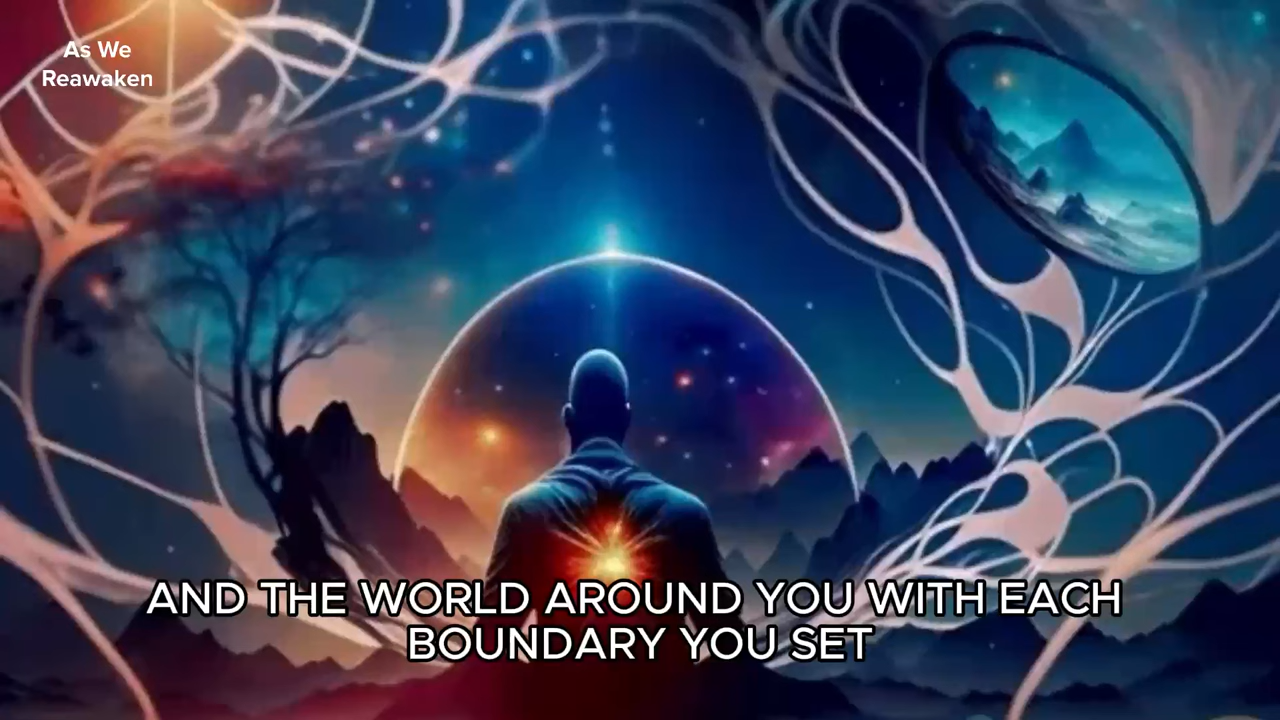 As We
Reawaken
AND THE WORLD AROUND YOU WITH EACH
BOUNDARY YOU SET